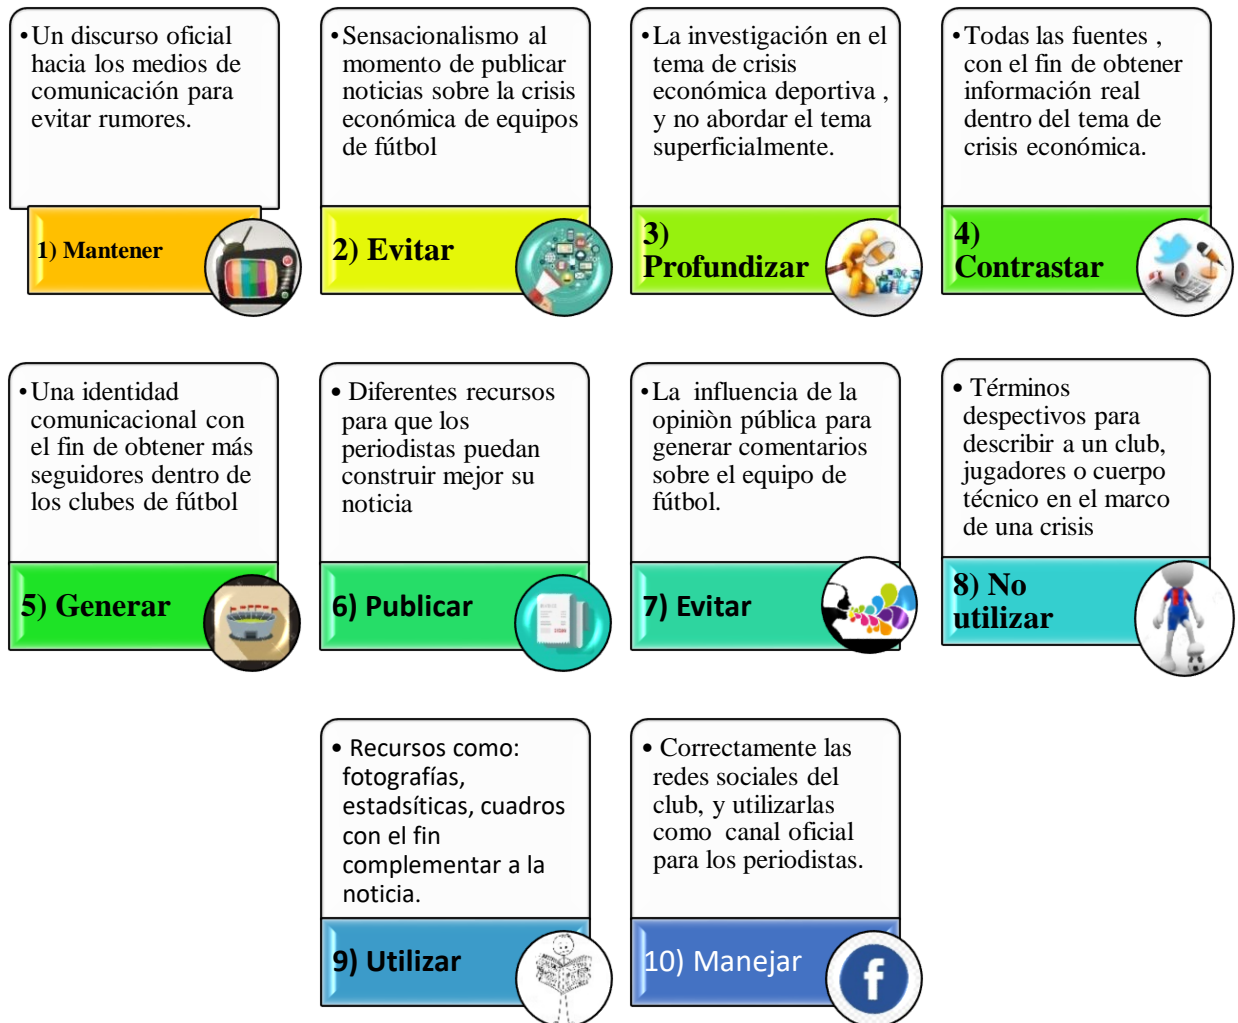 •Un discurso oficial
hacia los medios de
comunicación para
evitar rumores.
1) Mantener
•Sensacionalismo al
momento de publicar
noticias sobre la crisis
económica de equipos
de fútbol
2) Evitar
•La investigación en el
tema de crisis
económica deportiva ,
y no abordar el tema
superficialmente.
3)
Profundizar
•Todas las fuentes ,
con el fin de obtener
información real
dentro del tema de
crisis económica.
4)
Contrastar
•Una identidad
comunicacional con
el fin de obtener más
seguidores dentro de
los clubes de fútbol
5) Generar
• Diferentes recursos
para que los
periodistas puedan
construir mejor su
noticia
6) Publicar
•La influencia de la
opiniòn pública para
generar comentarios
sobre el equipo de
fútbol.
7) Evitar
• Términos
despectivos para
describir a un club,
jugadores o cuerpo
técnico en el marco
de una crisis
8) No
utilizar
• Recursos como:
fotografías,
estadsíticas, cuadros
con el fin
complementar a la
noticia.
9) Utilizar
• Correctamente las
redes sociales del
club, y utilizarlas
como canal oficial
para los periodistas.
10) Manejar
f